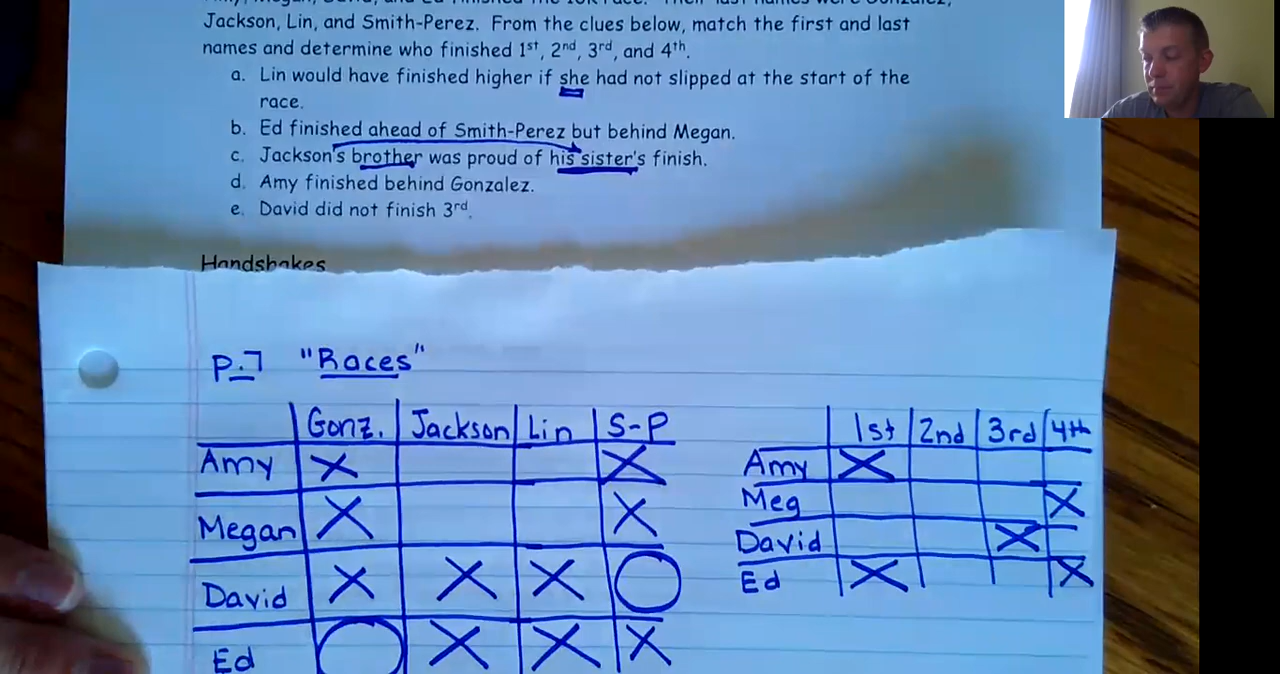 Jackson, Lin, and Smith-Perez. From the clues below, match the first and last
names and determine who finished 1st, 2nd, 3rd, and 4th.
a. Lin would have finished higher if she had not slipped at the start of the
race.
b. Ed finished ahead of Smith-Perez but behind Megan.
c. Jackson's brother was proud of his sister's finish.
d. Amy finished behind Gonzalez.
e. David did not finish 3rd.
Handshakes
P.7 "Races"
Gonz. Jackson Lin S-P
Amy X X
Megan X X
David X X X O
Ed O X X X
1st 2nd 3rd 4th
Amy X
Meg X
David X
Ed X X